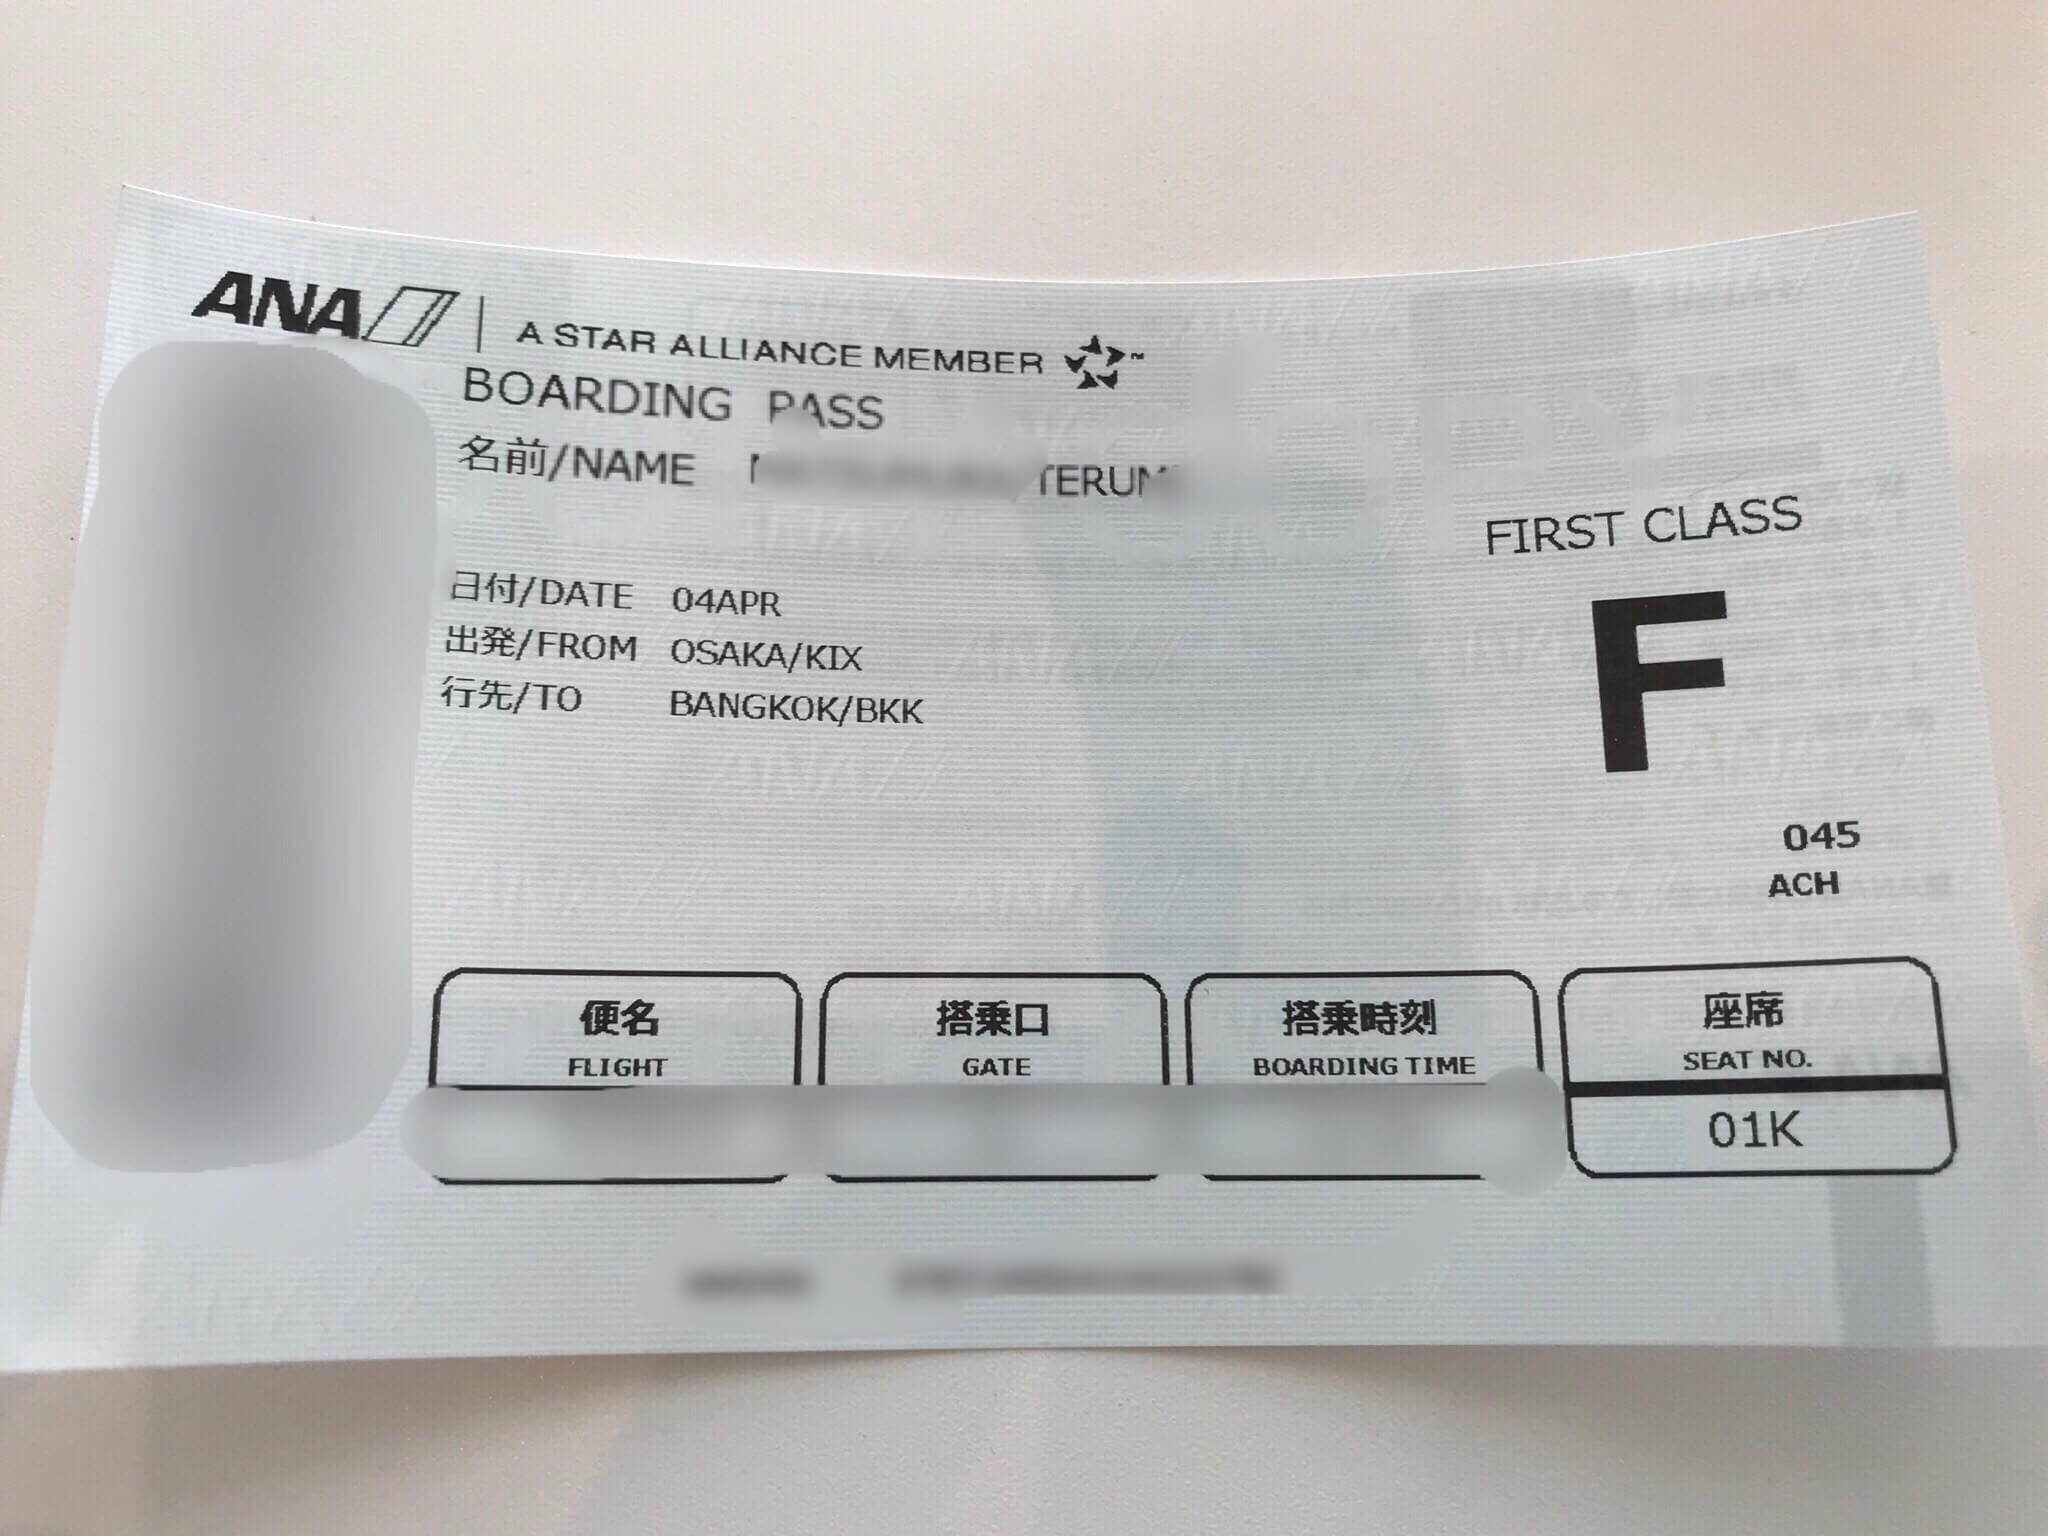 ANA A STAR ALLIANCE MEMBER ™
BOARDING PASS
名前/NAME
日付/DATE 04APR
出発/FROM OSAKA/KIX
行先/TO BANGKOK/BKK
FIRST CLASS
F
045
ACH
便名 搭乗口 搭乗時刻 座席
FLIGHT GATE BOARDING TIME SEAT NO.
01K